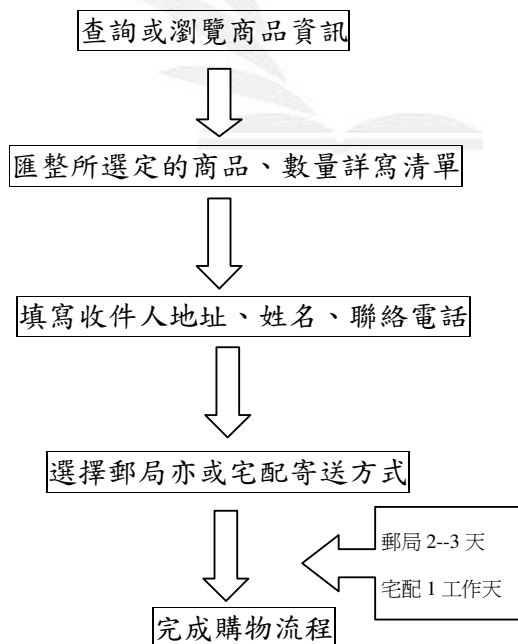 查詢或瀏覽商品資訊
匯整所選定的商品、數量詳寫清單
填寫收件人地址、姓名、聯絡電話
選擇郵局亦或宅配寄送方式
郵局 2--3 天
宅配 1 工作天
完成購物流程